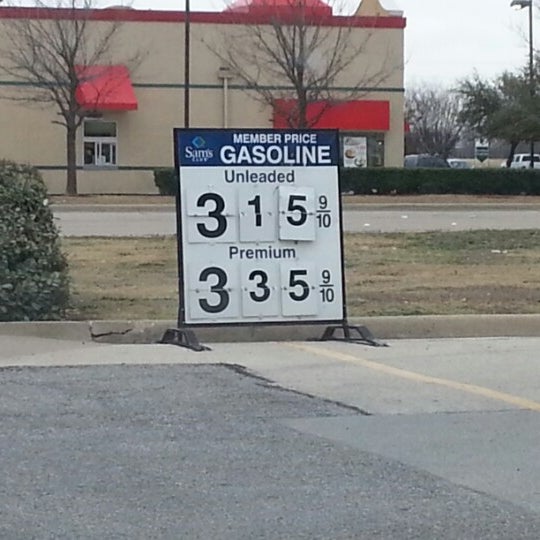 Sam's CLUB
MEMBER PRICE
GASOLINE
Unleaded
3 1 5 9/10
Premium
3 3 5 9/10